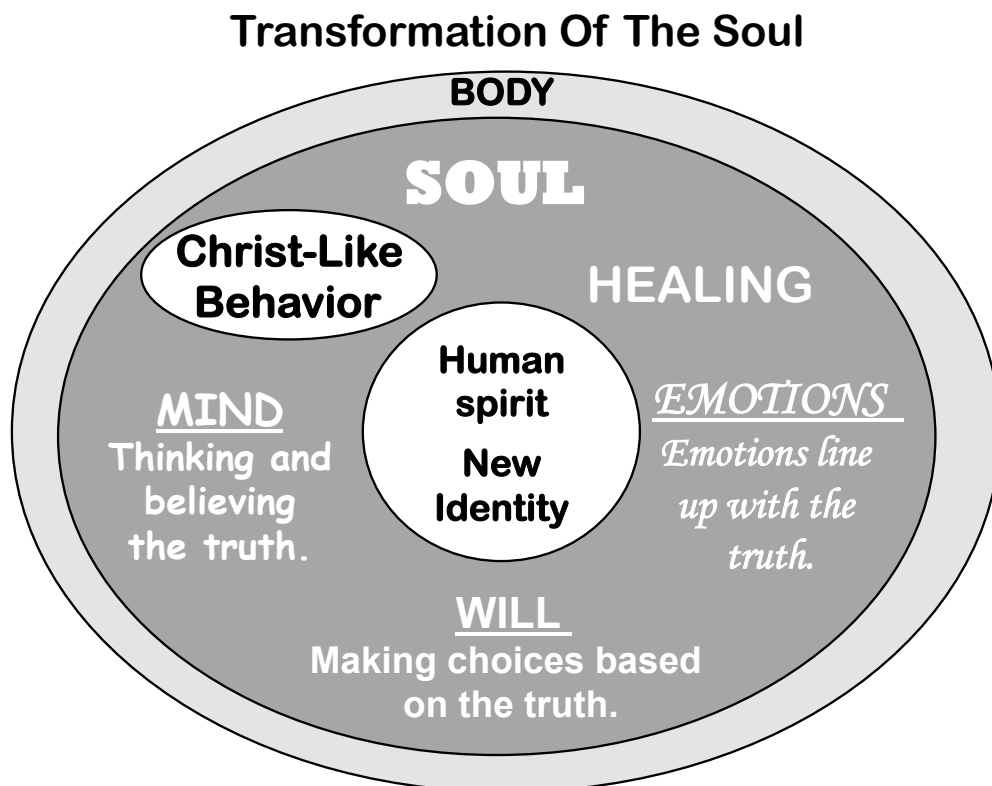 Transformation Of The Soul
BODY
SOUL
Christ-Like
Behavior
HEALING
Human
spirit
New
Identity
MIND
Thinking and
believing
the truth.
EMOTIONS
Emotions line
up with the
truth.
WILL
Making choices based
on the truth.